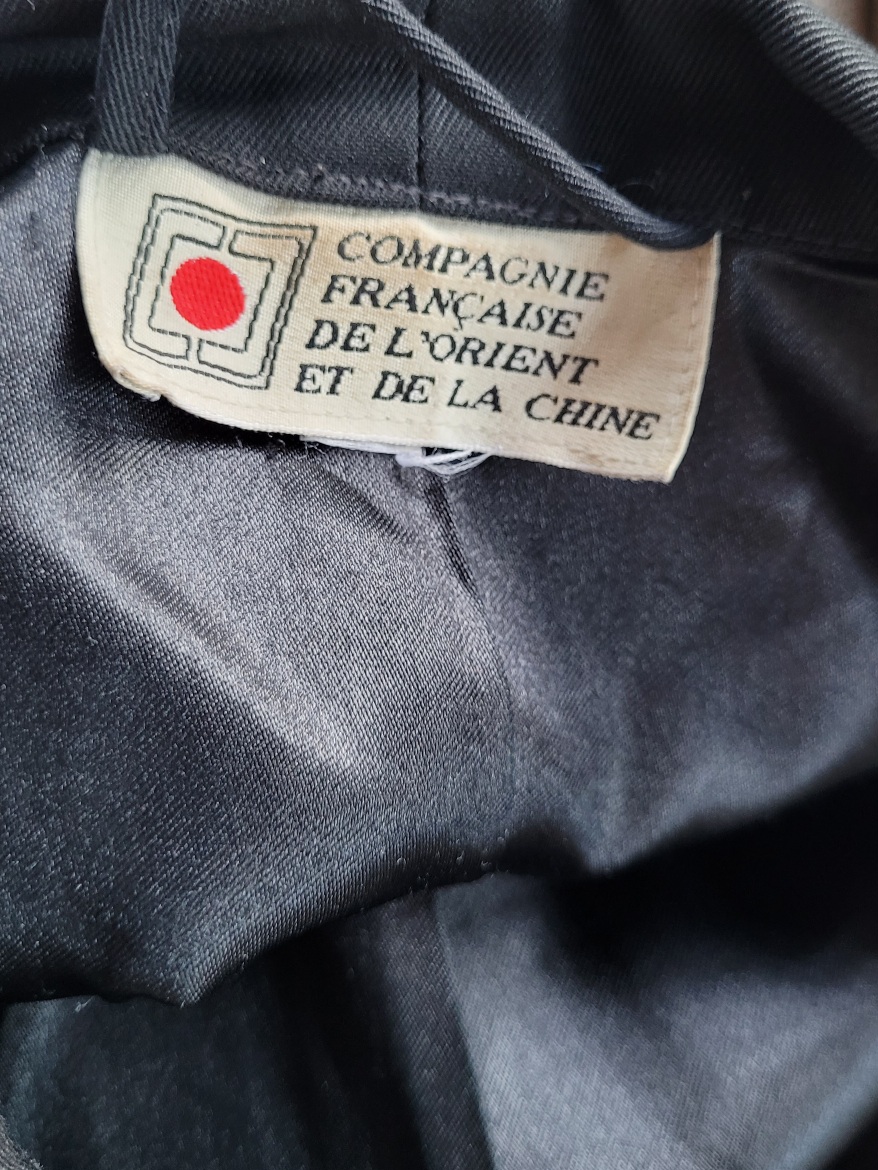 COMPAGNIE
FRANÇAISE
DE L'ORIENT
ET DE LA CHINE